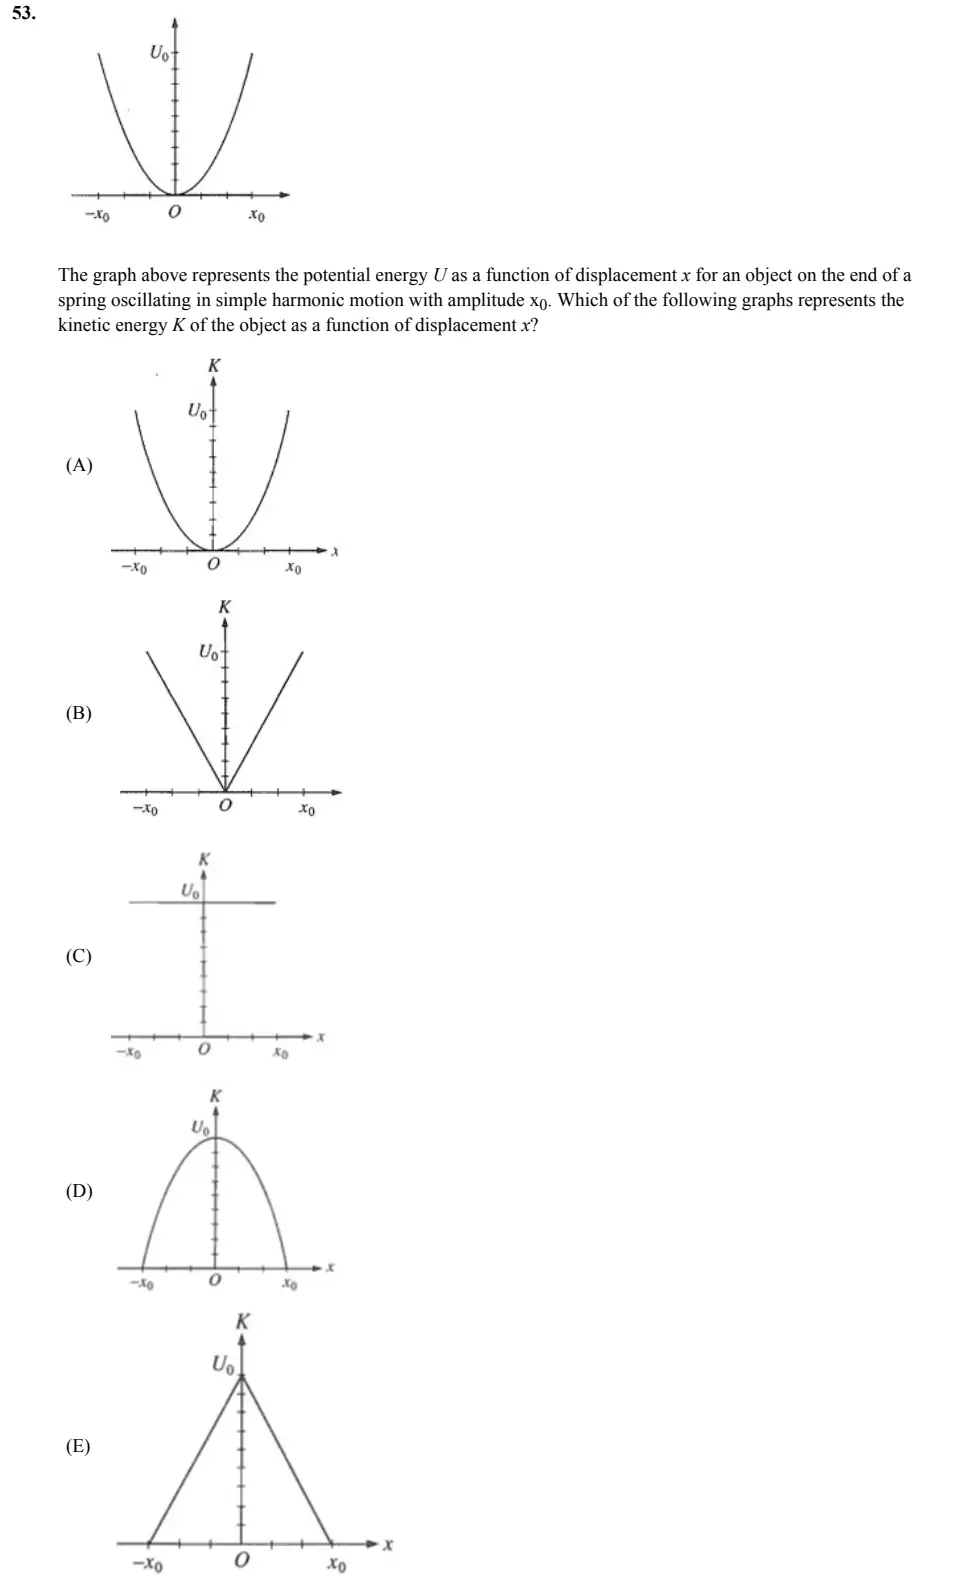 53.
U₀
−x₀ O x₀
The graph above represents the potential energy U as a function of displacement x for an object on the end of a
spring oscillating in simple harmonic motion with amplitude x₀. Which of the following graphs represents the
kinetic energy K of the object as a function of displacement x?
K
U₀
(A)
x
−x₀ O x₀
K
U₀
(B)
−x₀ O x₀
K
U₀
(C)
x
−x₀ O x₀
K
U₀
(D)
x
−x₀ O x₀
K
U₀
(E)
x
−x₀ O x₀